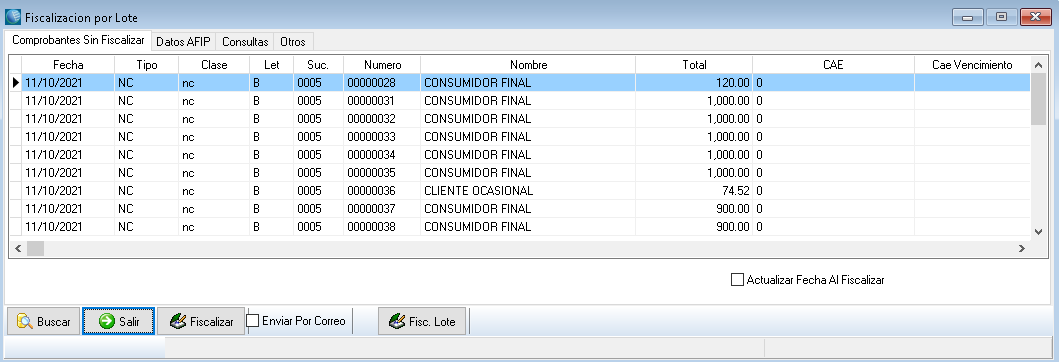 Fiscalizacion por Lote
Comprobantes Sin Fiscalizar Datos AFIP Consultas Otros
Fecha Tipo Clase Let Suc. Numero Nombre Total CAE Cae Vencimiento
11/10/2021 NC nc B 0005 00000028 CONSUMIDOR FINAL 120.00 0
11/10/2021 NC nc B 0005 00000031 CONSUMIDOR FINAL 1,000.00 0
11/10/2021 NC nc B 0005 00000032 CONSUMIDOR FINAL 1,000.00 0
11/10/2021 NC nc B 0005 00000033 CONSUMIDOR FINAL 1,000.00 0
11/10/2021 NC nc B 0005 00000034 CONSUMIDOR FINAL 1,000.00 0
11/10/2021 NC nc B 0005 00000035 CONSUMIDOR FINAL 1,000.00 0
11/10/2021 NC nc B 0005 00000036 CLIENTE OCASIONAL 74.52 0
11/10/2021 NC nc B 0005 00000037 CONSUMIDOR FINAL 900.00 0
11/10/2021 NC nc B 0005 00000038 CONSUMIDOR FINAL 900.00 0
Actualizar Fecha Al Fiscalizar
Buscar Salir Fiscalizar Enviar Por Correo Fisc. Lote